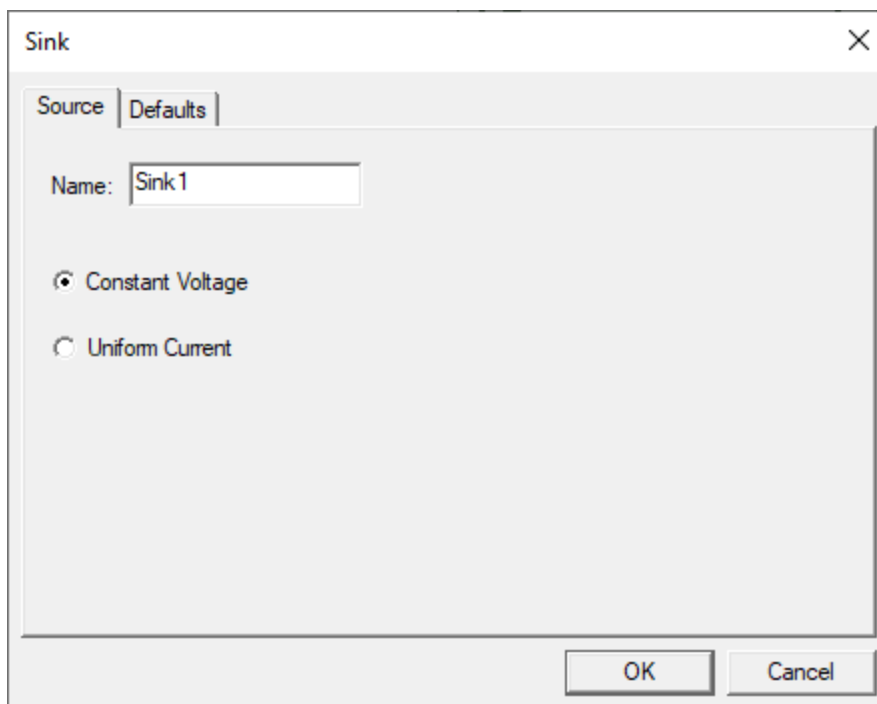 Sink
Source Defaults
Name: Sink1
Constant Voltage
Uniform Current
OK Cancel